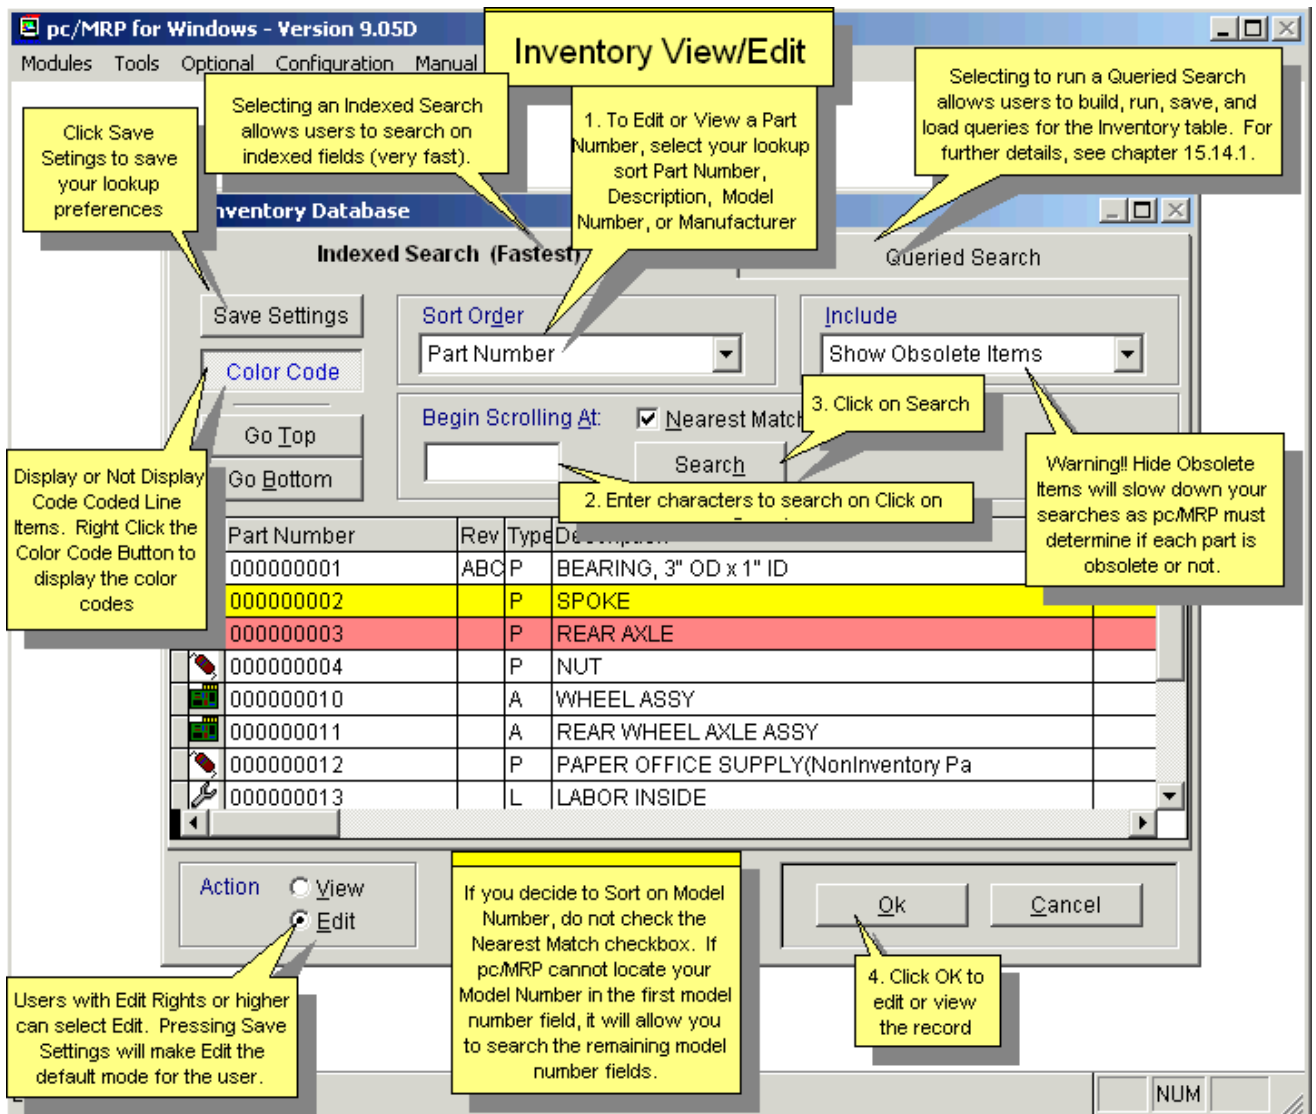 pc/MRP for Windows - Version 9.05D
Modules Tools Optional Configuration Manual
Inventory View/Edit
Click Save
Setings to save
your lookup
preferences
Selecting an Indexed Search
allows users to search on
indexed fields (very fast).
1. To Edit or View a Part
Number, select your lookup
sort Part Number,
Description, Model
Number, or Manufacturer
Selecting to run a Queried Search
allows users to build, run, save, and
load queries for the Inventory table. For
further details, see chapter 15.14.1.
nventory Database
Indexed Search (Fastest)
Queried Search
Save Settings
Color Code
Go Top
Go Bottom
Sort Order
Part Number
Include
Show Obsolete Items
Begin Scrolling At:
Nearest Match
Search
3. Click on Search
2. Enter characters to search on Click on
Display or Not Display
Code Coded Line
Items. Right Click the
Color Code Button to
display the color
codes
Warning!! Hide Obsolete
Items will slow down your
searches as pc/MRP must
determine if each part is
obsolete or not.
Part Number Rev Type Description
000000001 ABC P BEARING, 3" OD x 1" ID
000000002 P SPOKE
000000003 P REAR AXLE
000000004 P NUT
000000010 A WHEEL ASSY
000000011 A REAR WHEEL AXLE ASSY
000000012 P PAPER OFFICE SUPPLY(NonInventory Pa
000000013 L LABOR INSIDE
Action
View
Edit
Ok
Cancel
If you decide to Sort on Model
Number, do not check the
Nearest Match checkbox. If
pc/MRP cannot locate your
Model Number in the first model
number field, it will allow you
to search the remaining model
number fields.
4. Click OK to
edit or view
the record
Users with Edit Rights or higher
can select Edit. Pressing Save
Settings will make Edit the
default mode for the user.
NUM